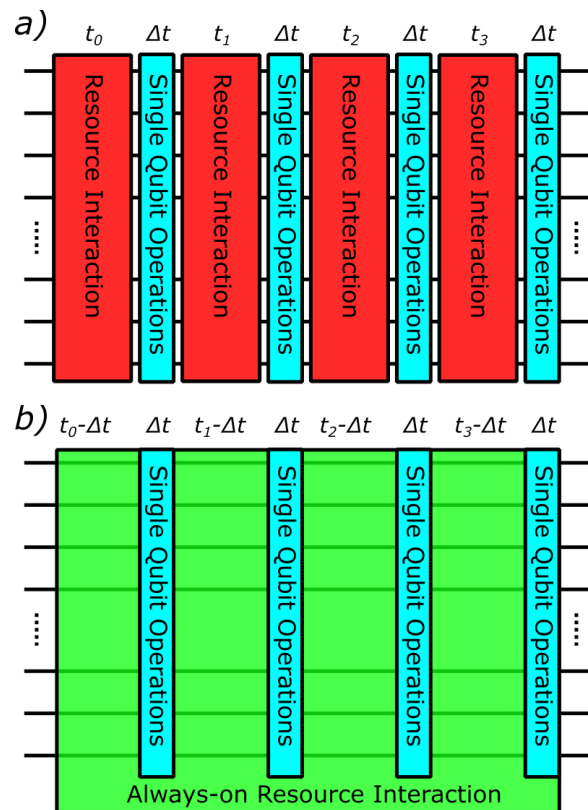 a)
t₀ Δt t₁ Δt t₂ Δt t₃ Δt
Resource Interaction
Single Qubit Operations
Resource Interaction
Single Qubit Operations
Resource Interaction
Single Qubit Operations
Resource Interaction
Single Qubit Operations
b)
t₀-Δt Δt t₁-Δt Δt t₂-Δt Δt t₃-Δt Δt
Single Qubit Operations
Single Qubit Operations
Single Qubit Operations
Single Qubit Operations
Always-on Resource Interaction